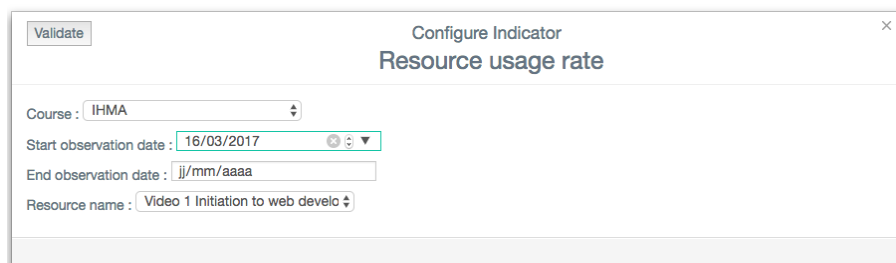 Validate
Configure Indicator
×
Resource usage rate
Course : IHMA
Start observation date : 16/03/2017
End observation date : jj/mm/aaaa
Resource name : Video 1 Initiation to web develo